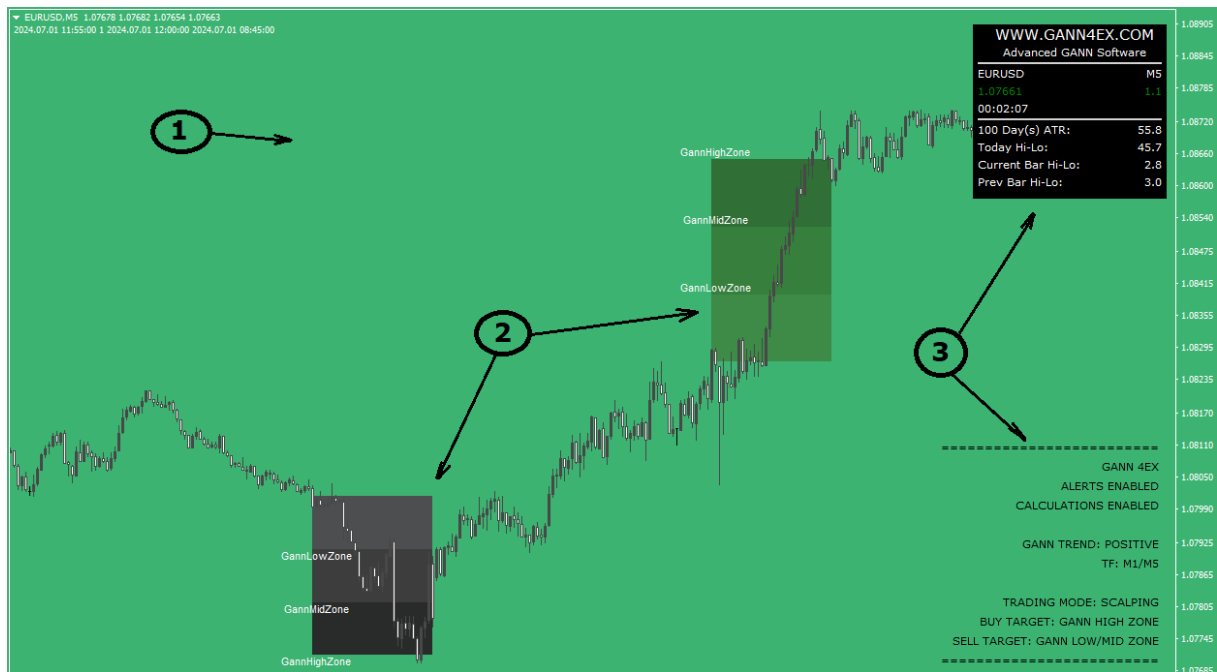 EURUSD,M5 1.07678 1.07682 1.07654 1.07663
2024.07.01 11:55:00 1 2024.07.01 12:00:00 2024.07.01 08:45:00
WWW.GANN4EX.COM
Advanced GANN Software
EURUSD M5
1.07661 1.1
00:02:07
100 Day(s) ATR: 55.8
Today Hi-Lo: 45.7
Current Bar Hi-Lo: 2.8
Prev Bar Hi-Lo: 3.0
1
GannHighZone
GannMidZone
GannLowZone
2
3
GannLowZone
GannMidZone
GannHighZone
GANN 4EX
ALERTS ENABLED
CALCULATIONS ENABLED
GANN TREND: POSITIVE
TF: M1/M5
TRADING MODE: SCALPING
BUY TARGET: GANN HIGH ZONE
SELL TARGET: GANN LOW/MID ZONE
1.08905
1.08845
1.08785
1.08720
1.08660
1.08600
1.08540
1.08475
1.08415
1.08355
1.08295
1.08235
1.08170
1.08110
1.08050
1.07990
1.07925
1.07865
1.07805
1.07745
1.07685